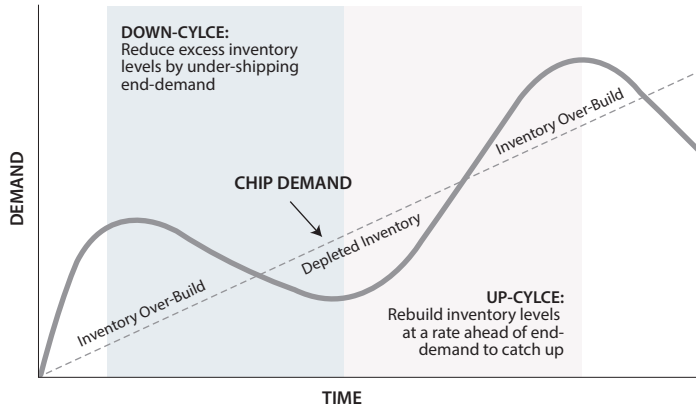 DOWN-CYLCE:
Reduce excess inventory
levels by under-shipping
end-demand
CHIP DEMAND
Inventory Over-Build
Depleted Inventory
Inventory Over-Build
UP-CYLCE:
Rebuild inventory levels
at a rate ahead of end-
demand to catch up
DEMAND
TIME